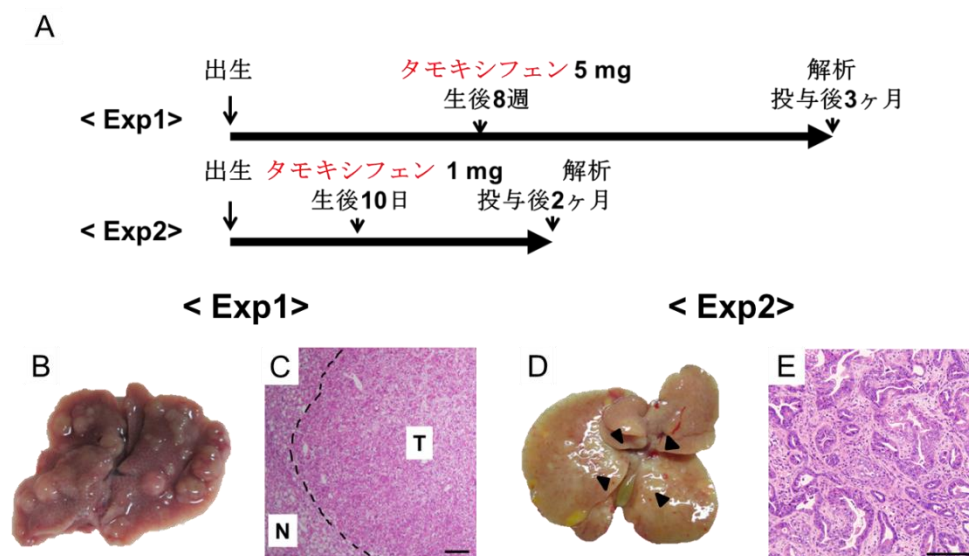 A
出生
タモキシフェン 5 mg
解析
生後8週
投与後3ヶ月
< Exp1>
出生
タモキシフェン 1 mg
解析
生後10日
投与後2ヶ月
< Exp2>
< Exp1>
< Exp2>
B
C
D
E
T
N